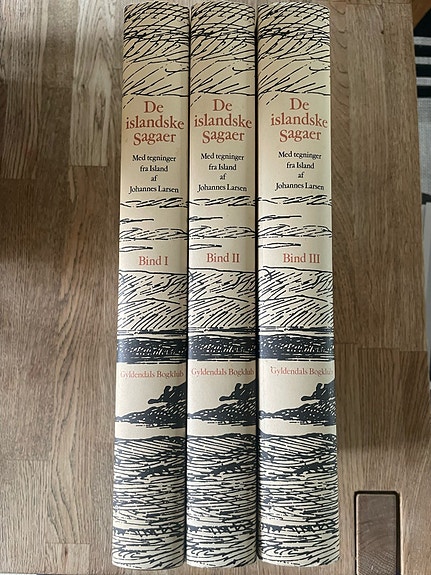 De
islandske
Sagaer
Med tegninger
fra Island
af
Johannes Larsen
Bind I
Gyldendals Bogklub
De
islandske
Sagaer
Med tegninger
fra Island
af
Johannes Larsen
Bind II
Gyldendals Bogklub
De
islandske
Sagaer
Med tegninger
fra Island
af
Johannes Larsen
Bind III
Gyldendals Bogklub